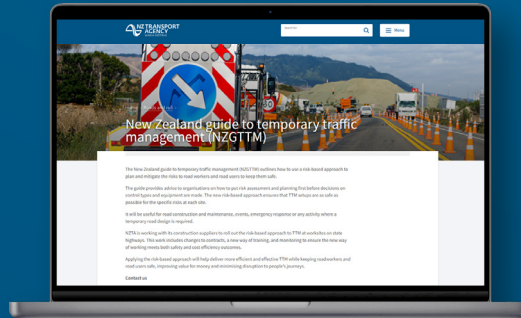 NZ TRANSPORT
AGENCY
WAKA KOTAHI
Menu
New Zealand guide to temporary traffic
management (NZGTTM)
The New Zealand guide to temporary traffic management (NZGTTM) outlines how to use a risk-based approach to
plan and mitigate the risks to road workers and road users to keep them safe.
The guide provides advice to organisations on how to put risk assessment and planning first before decisions on
control types and equipment are made. The new risk-based approach ensures that TTM setups are as safe as
possible for the specific risks at each site.
It will be useful for road construction and maintenance, events, emergency response or any activity where a
temporary road design is required.
NZTA is working with its construction suppliers to roll out the risk-based approach to TTM at worksites on state
highways. This work includes changes to contracts, a new way of training, and monitoring to ensure the new way
of working meets both safety and cost efficiency outcomes.
Applying the risk-based approach will help deliver more efficient and effective TTM while keeping roadworkers and
road users safe, improving value for money and minimising disruption to people's journeys.
Contact us